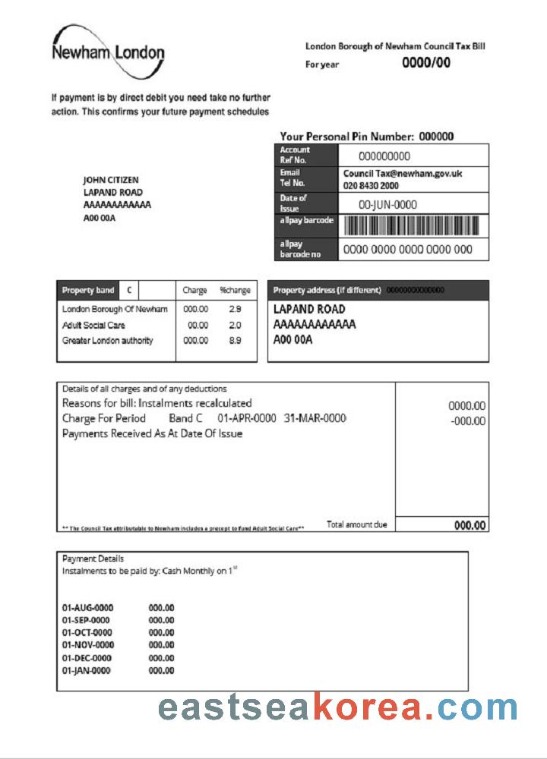 Newham London
London Borough of Newham Council Tax Bill
For year 0000/00
If payment is by direct debit you need take no further
action. This confirms your future payment schedules
Your Personal Pin Number: 000000
Account
Ref No. 000000000
Email Council Tax@newham.gov.uk
Tel No. 020 8430 2000
Date of
Issue 00-JUN-0000
allpay barcode
allpay
barcode no 0000 0000 0000 0000 000
JOHN CITIZEN
LAPAND ROAD
AAAAAAAAAAAA
A00 00A
Property band C Charge %change
London Borough Of Newham 000.00 2.9
Adult Social Care 00.00 2.0
Greater London authority 000.00 8.9
Property address (if different) 0000000000000
LAPAND ROAD
AAAAAAAAAAAA
A00 00A
Details of all charges and of any deductions
Reasons for bill: Instalments recalculated 0000.00
Charge For Period Band C 01-APR-0000 31-MAR-0000 -000.00
Payments Received As At Date Of Issue
** The Council Tax attributable to Newham includes a precept to fund Adult Social Care** Total amount due 000.00
Payment Details
Instalments to be paid by: Cash Monthly on 1st
01-AUG-0000 000.00
01-SEP-0000 000.00
01-OCT-0000 000.00
01-NOV-0000 000.00
01-DEC-0000 000.00
01-JAN-0000 000.00
eastseakorea.com